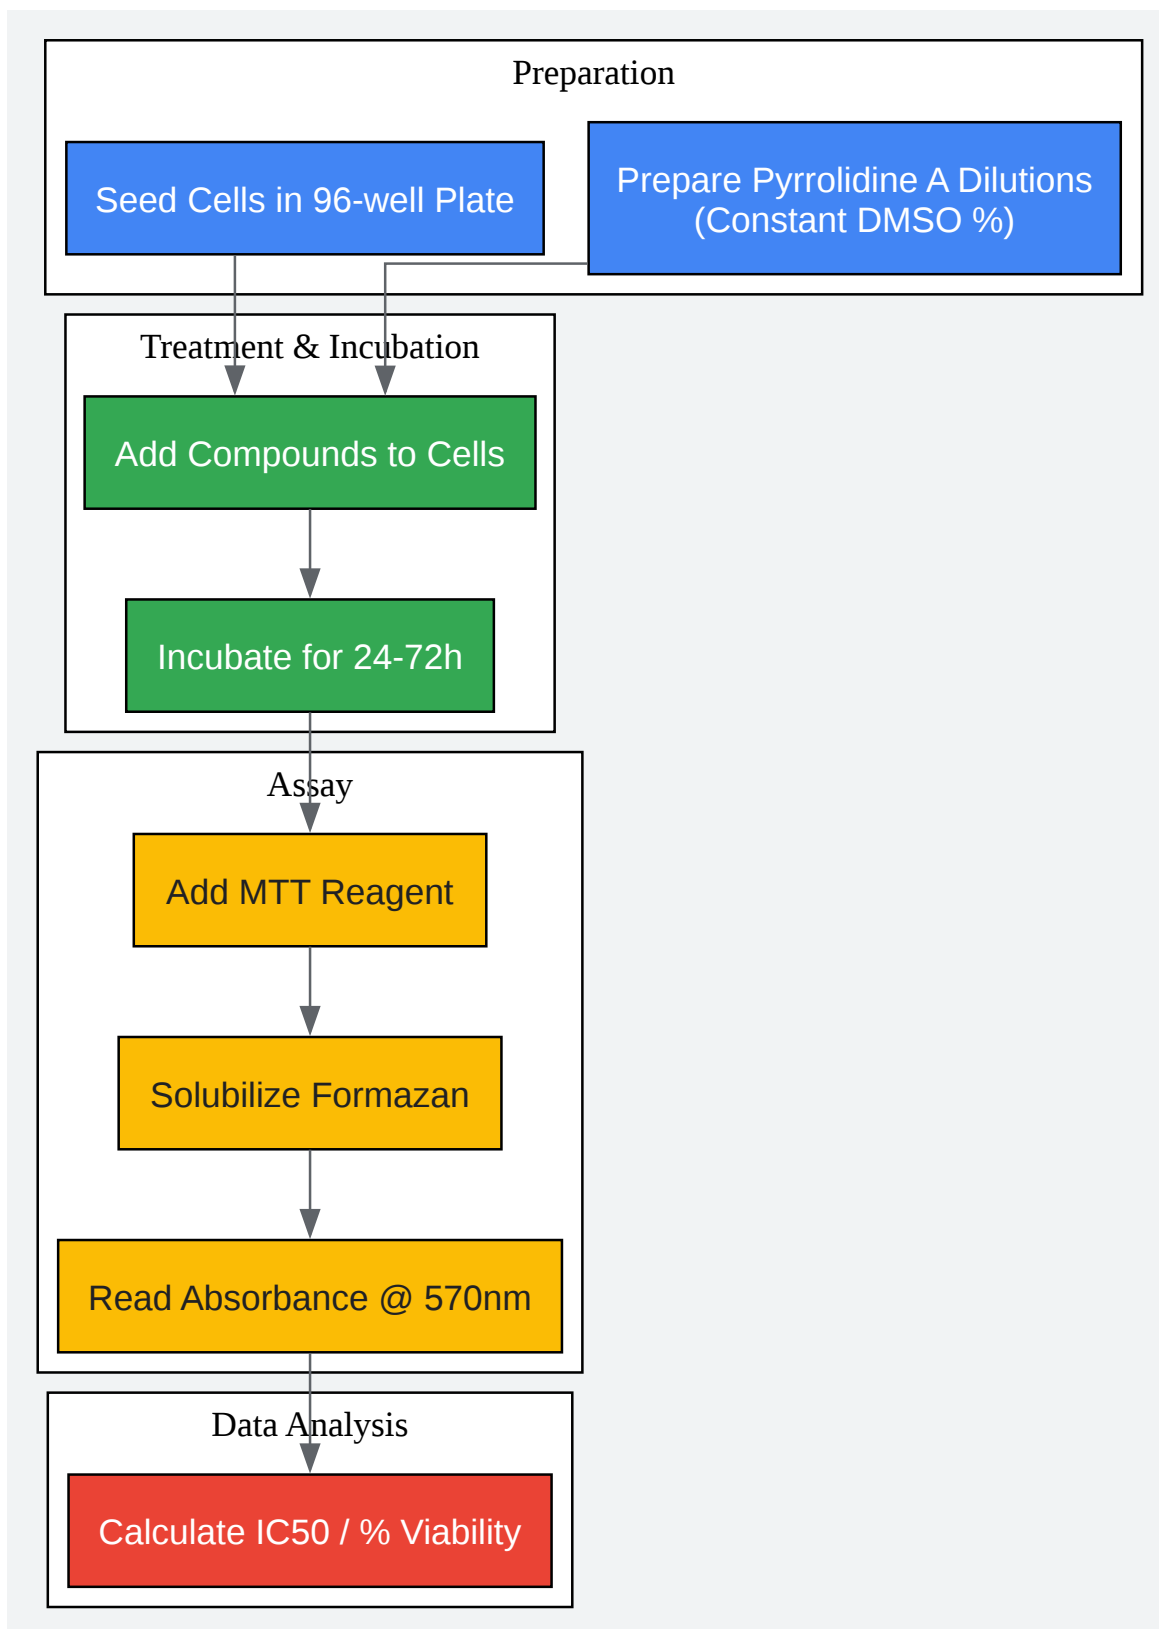 Preparation
Seed Cells in 96-well Plate
Prepare Pyrrolidine A Dilutions
(Constant DMSO %)
Treatment & Incubation
Add Compounds to Cells
Incubate for 24-72h
Assay
Add MTT Reagent
Solubilize Formazan
Read Absorbance @ 570nm
Data Analysis
Calculate IC50 / % Viability